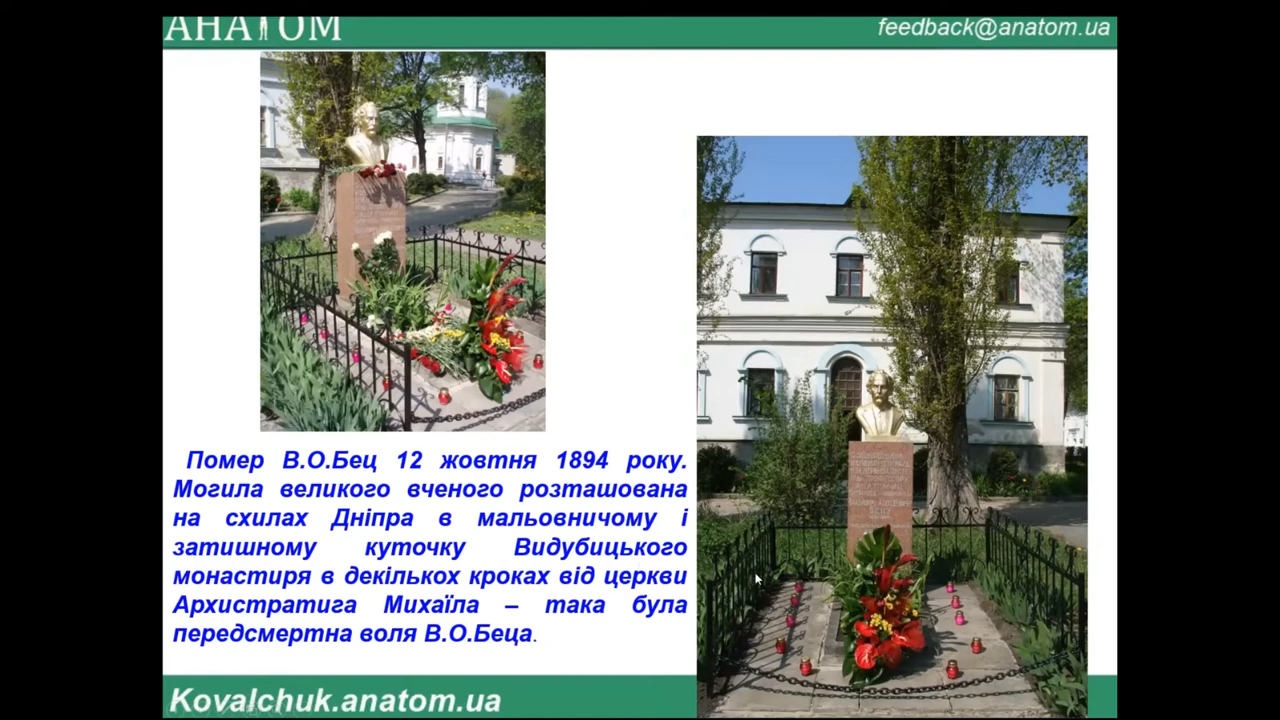 АНАТОМ
feedback@anatom.ua
Помер В.О.Бец 12 жовтня 1894 року.
Могила великого вченого розташована
на схилах Дніпра в мальовничому і
затишному куточку Видубицького
монастиря в декількох кроках від церкви
Архистратига Михаїла – така була
передсмертна воля В.О.Беца.
Kovalchuk.anatom.ua